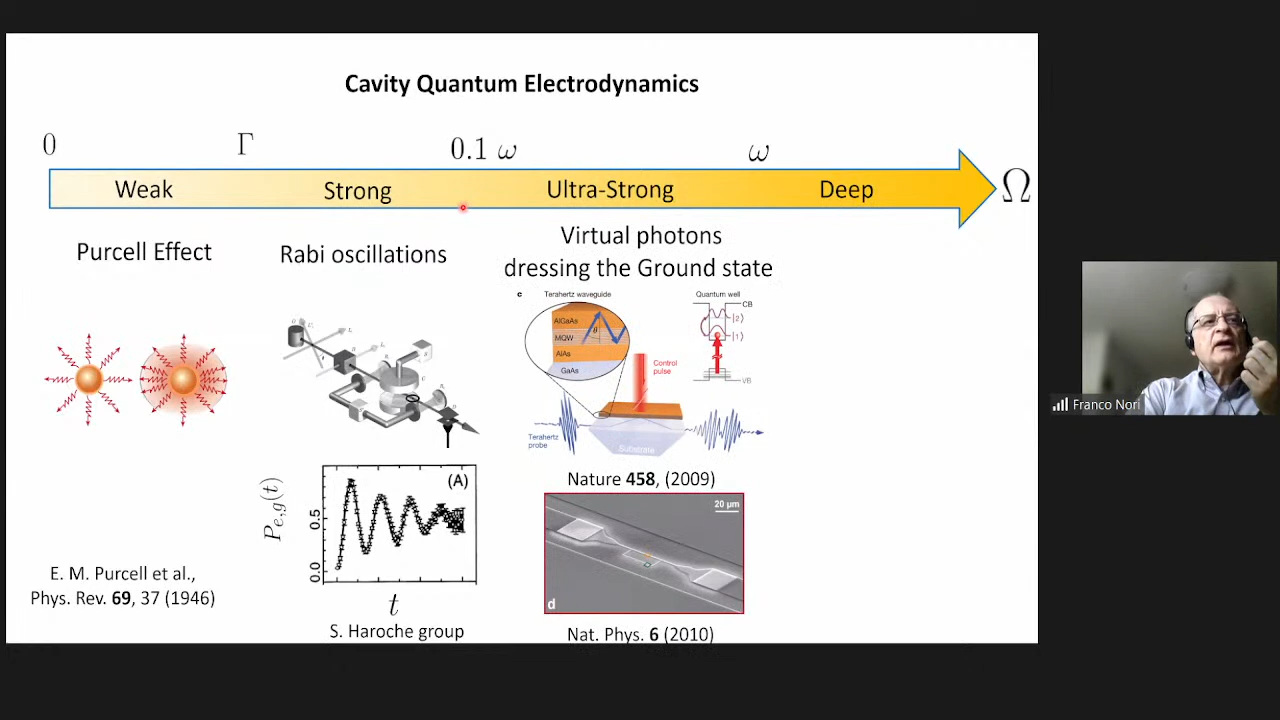 Cavity Quantum Electrodynamics
0
Γ
0.1 ω
ω
Weak
Strong
Ultra-Strong
Deep
Ω
Purcell Effect
Rabi oscillations
Virtual photons
dressing the Ground state
c
Terahertz waveguide
Quantum well
AlGaAs
MQW
θ
AlAs
GaAs
CB
|2⟩
|1⟩
VB
Control
pulse
Terahertz
probe
Substrate
Nature 458, (2009)
(A)
P_{e,g}(t)
0.5
0.0
t
S. Haroche group
20 µm
d
Nat. Phys. 6 (2010)
E. M. Purcell et al.,
Phys. Rev. 69, 37 (1946)
Franco Nori